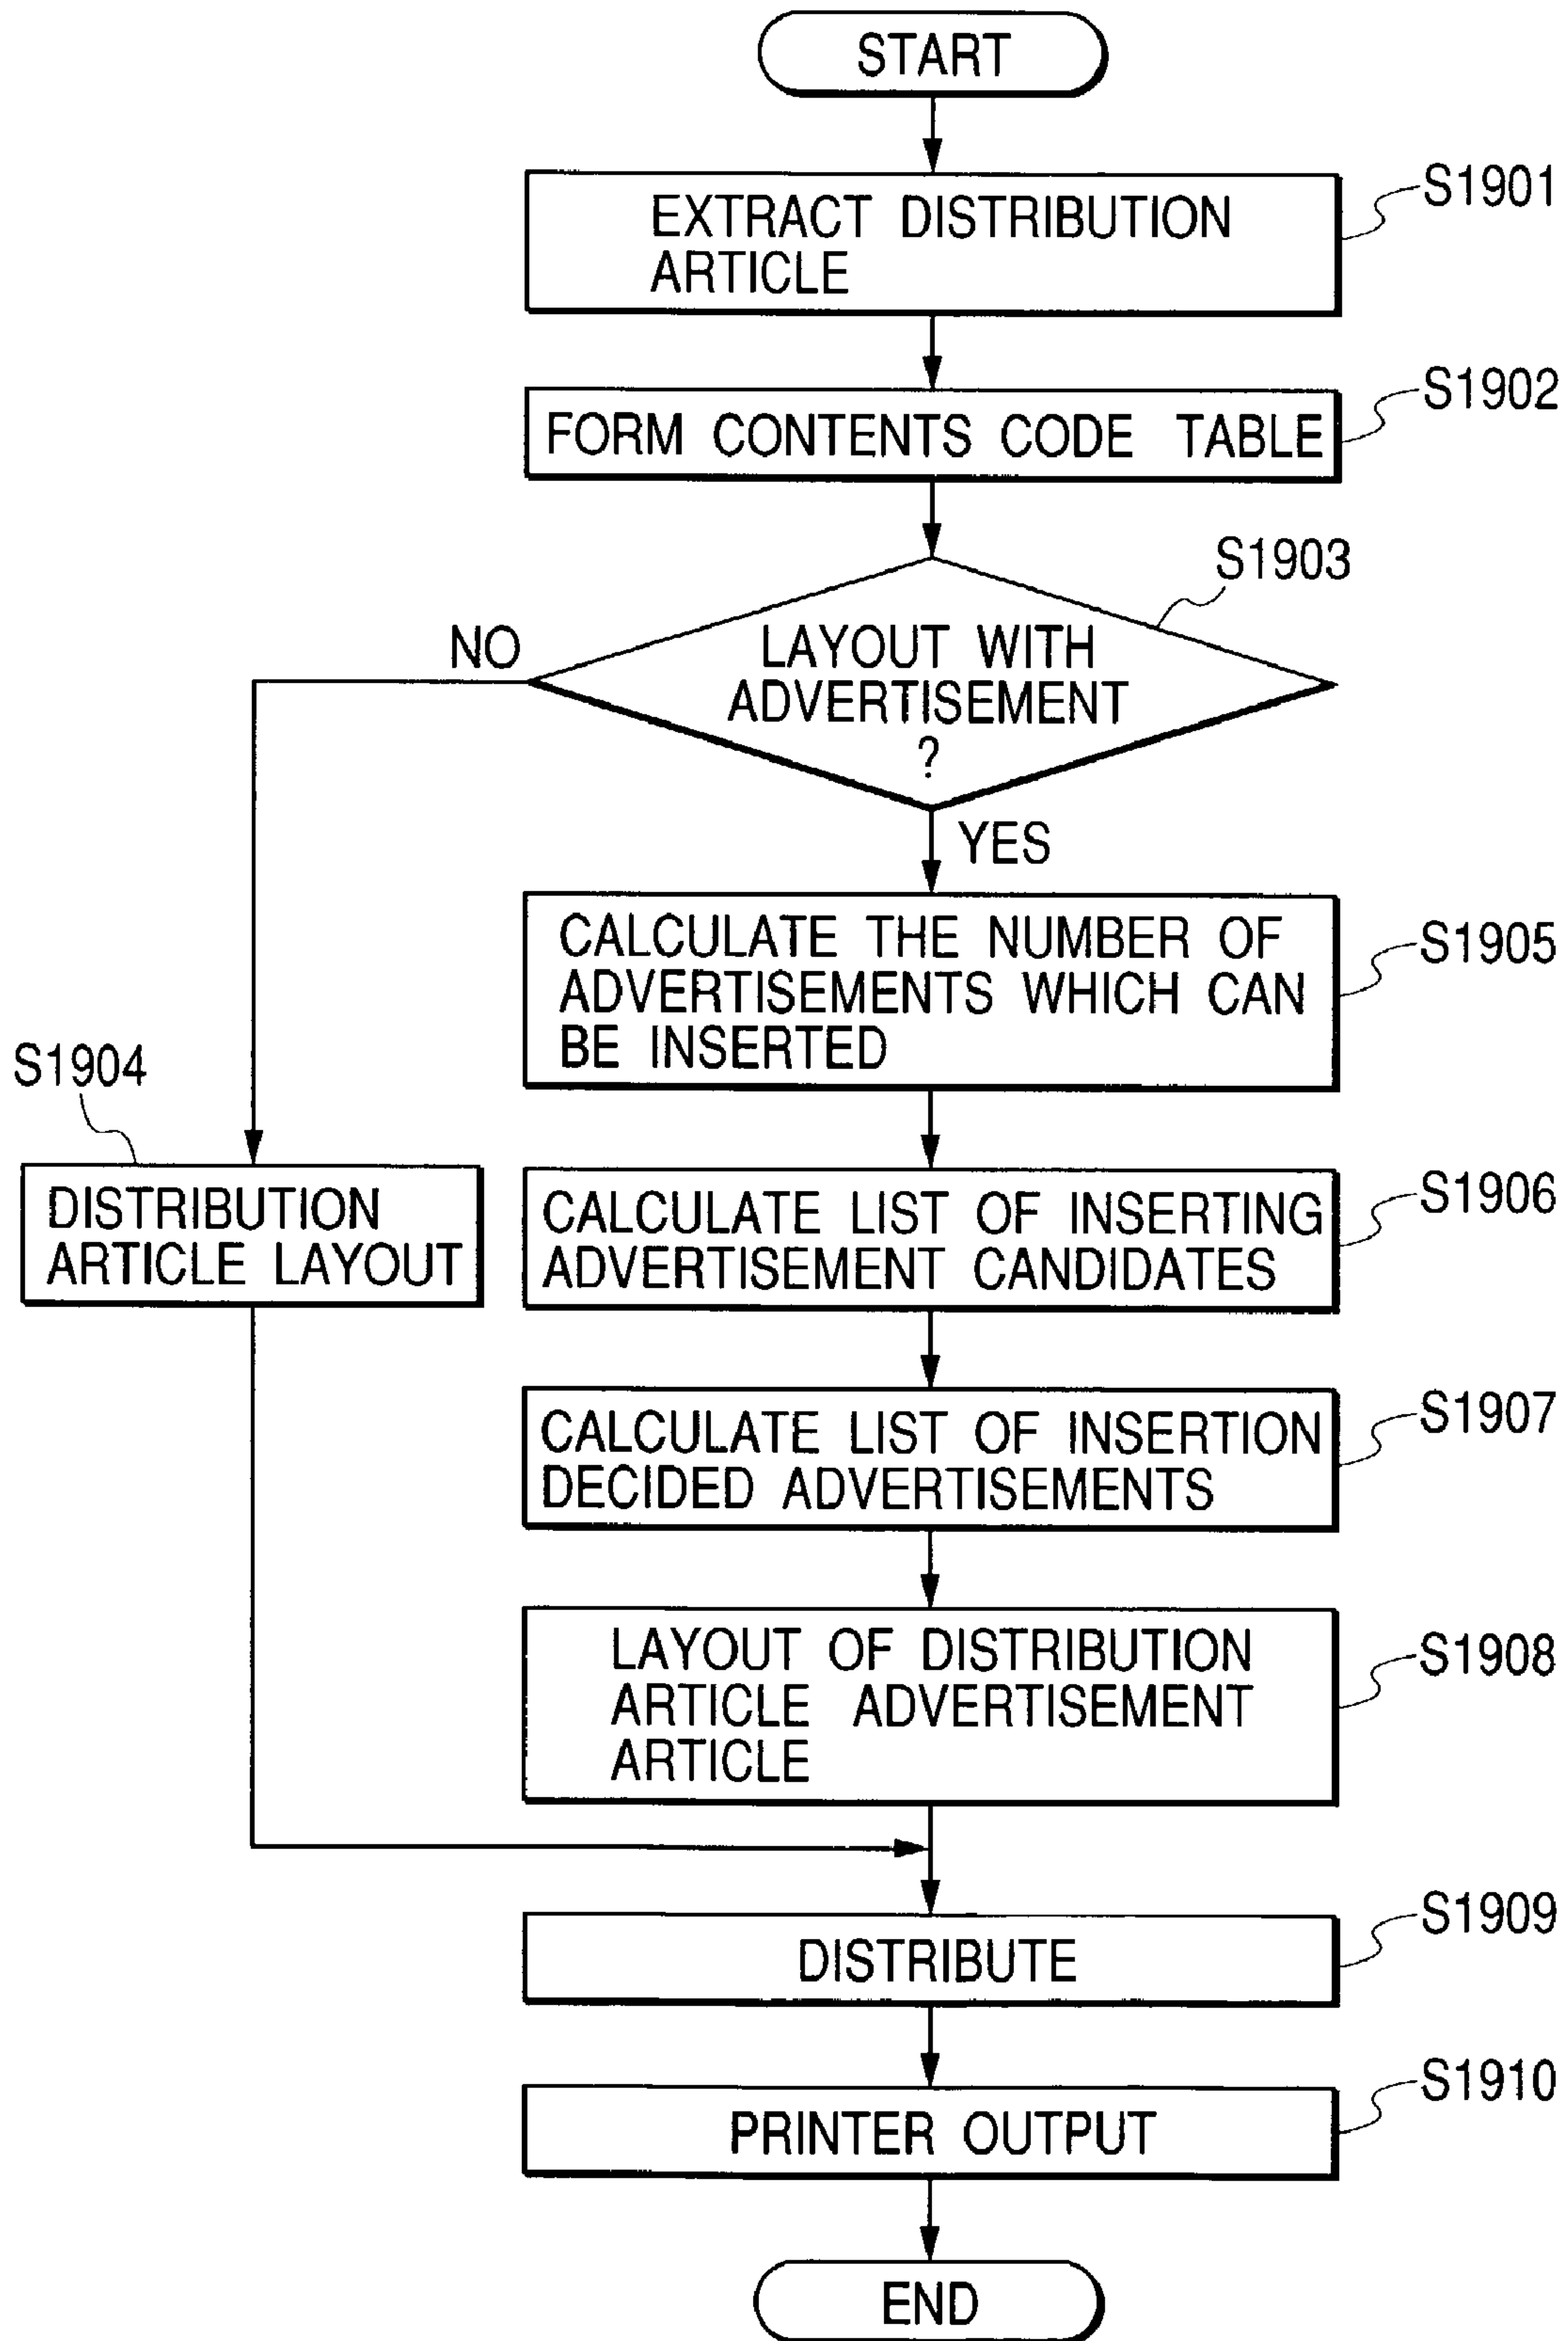 START
S1901
EXTRACT DISTRIBUTION
ARTICLE
S1902
FORM CONTENTS CODE TABLE
S1903
LAYOUT WITH
ADVERTISEMENT
?
NO
YES
S1905
CALCULATE THE NUMBER OF
ADVERTISEMENTS WHICH CAN
BE INSERTED
S1904
DISTRIBUTION
ARTICLE LAYOUT
S1906
CALCULATE LIST OF INSERTING
ADVERTISEMENT CANDIDATES
S1907
CALCULATE LIST OF INSERTION
DECIDED ADVERTISEMENTS
S1908
LAYOUT OF DISTRIBUTION
ARTICLE ADVERTISEMENT
ARTICLE
S1909
DISTRIBUTE
S1910
PRINTER OUTPUT
END